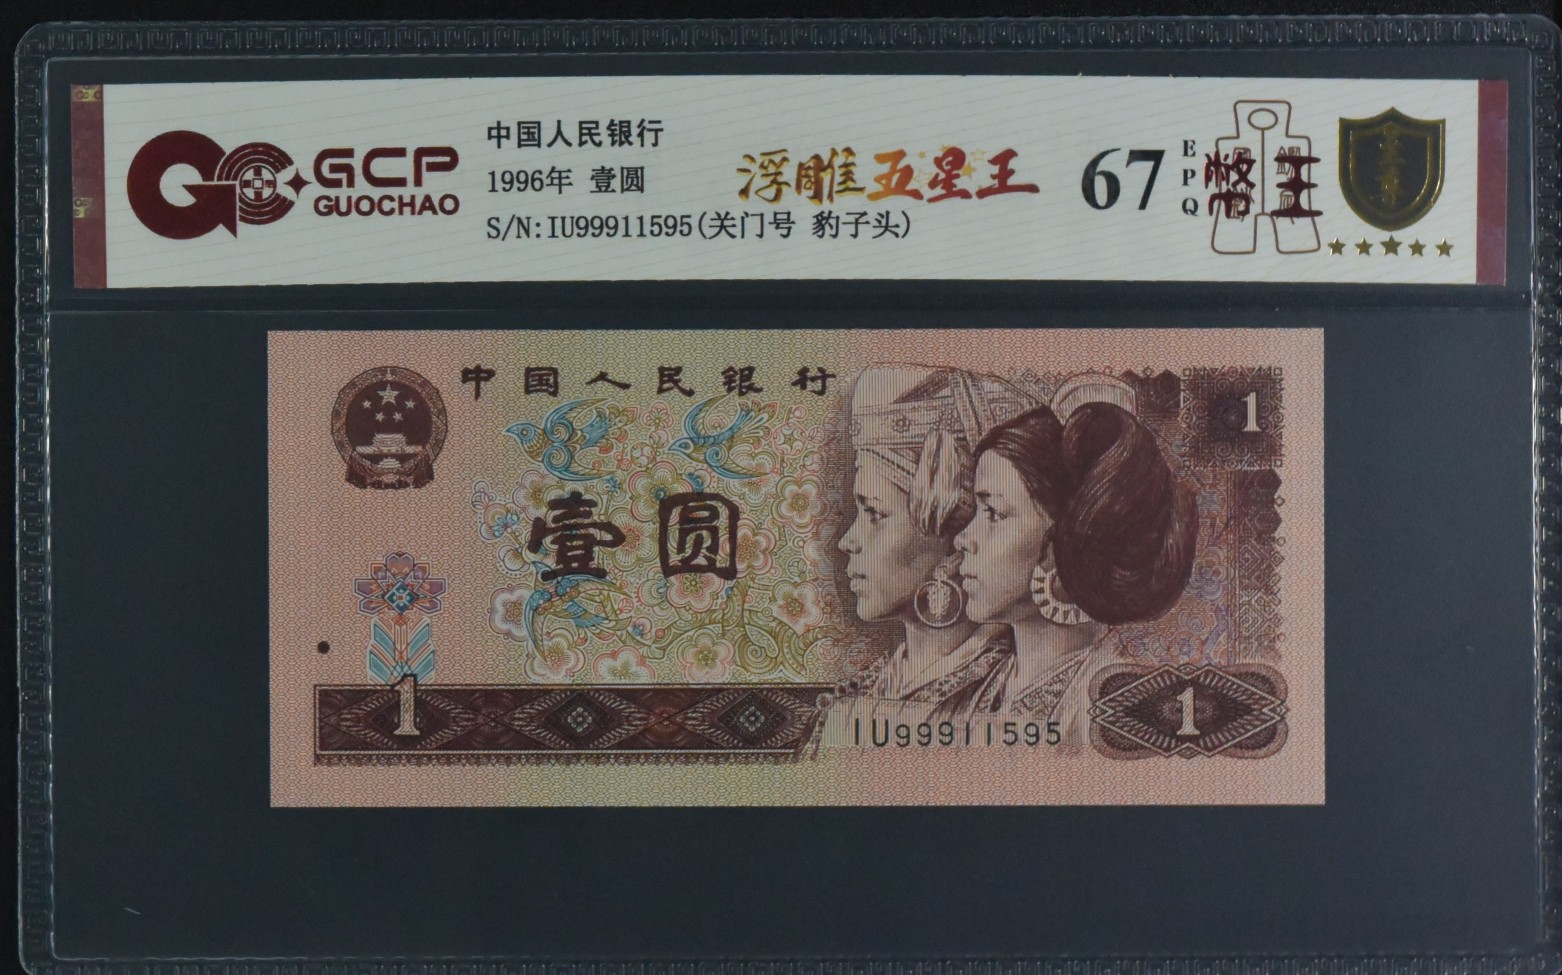 GCP
GUOCHAO
中国人民银行
1996年 壹圆
S/N:IU99911595(关门号 豹子头)
浮雕五星王
67
EPQ
幣王
中国人民银行
1
壹圆
1
IU99911595
1